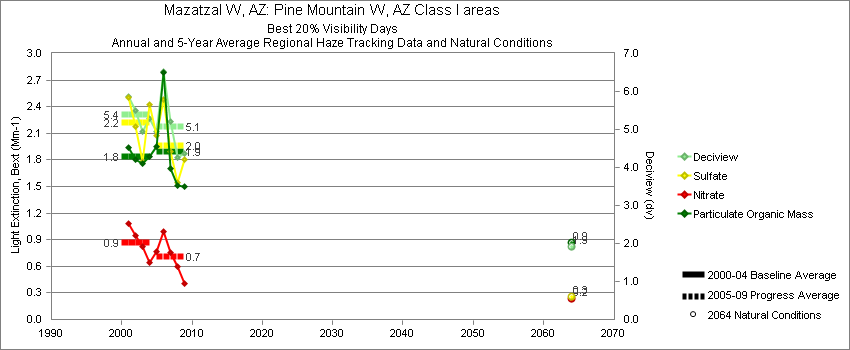 Mazatzal W, AZ: Pine Mountain W, AZ Class I areas
Best 20% Visibility Days
Annual and 5-Year Average Regional Haze Tracking Data and Natural Conditions
Light Extinction, Bext (Mm-1)
3.0
2.7
2.4
2.1
1.8
1.5
1.2
0.9
0.6
0.3
0.0
5.4
2.2
1.8
0.9
5.1
2.0
1.9
0.7
0.9
1.9
0.3
0.2
7.0
6.0
5.0
4.0
3.0
2.0
1.0
0.0
Deciview (dv)
1990 2000 2010 2020 2030 2040 2050 2060 2070
Deciview
Sulfate
Nitrate
Particulate Organic Mass
2000-04 Baseline Average
2005-09 Progress Average
2064 Natural Conditions